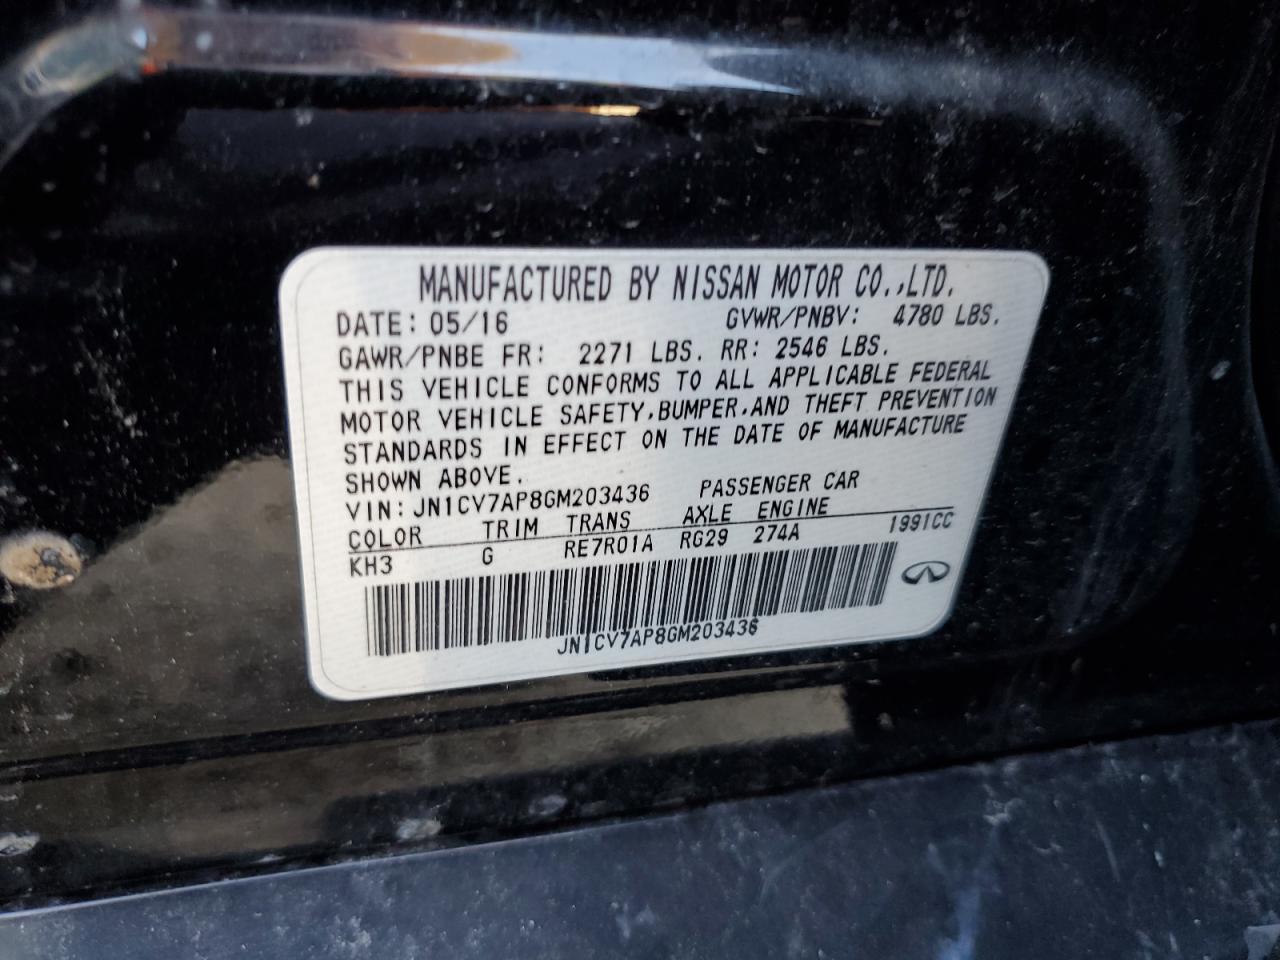 MANUFACTURED BY NISSAN MOTOR CO.,LTD.
DATE: 05/16 GVWR/PNBV: 4780 LBS.
GAWR/PNBE FR: 2271 LBS. RR: 2546 LBS.
THIS VEHICLE CONFORMS TO ALL APPLICABLE FEDERAL
MOTOR VEHICLE SAFETY,BUMPER,AND THEFT PREVENTION
STANDARDS IN EFFECT ON THE DATE OF MANUFACTURE
SHOWN ABOVE.
VIN: JN1CV7AP8GM203436 PASSENGER CAR
COLOR TRIM TRANS AXLE ENGINE
KH3 G RE7R01A RG29 274A 1991CC
JN1CV7AP8GM203436